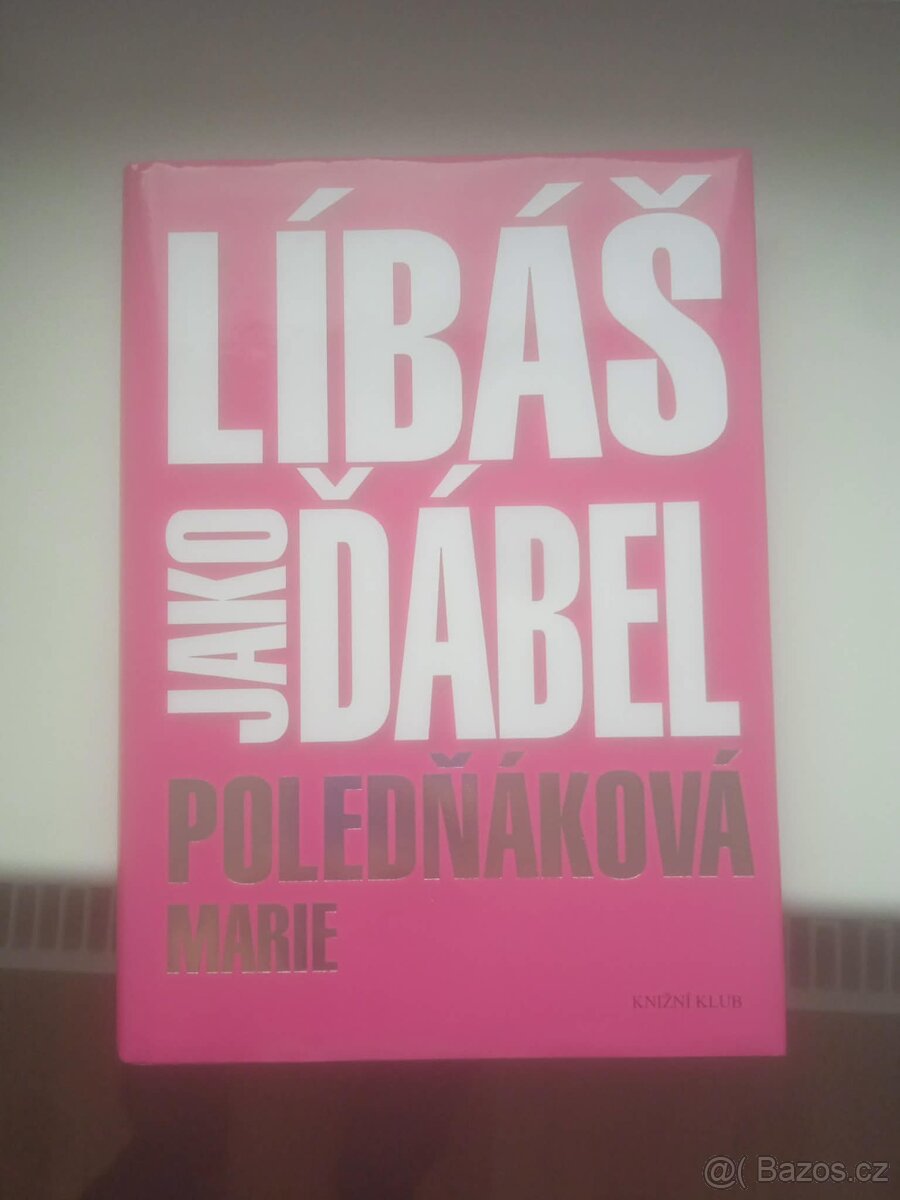 LÍBÁŠ
JAKO
ĎÁBEL
POLEDŇÁKOVÁ
MARIE
KNIŽNÍ KLUB
@( Bazos.cz